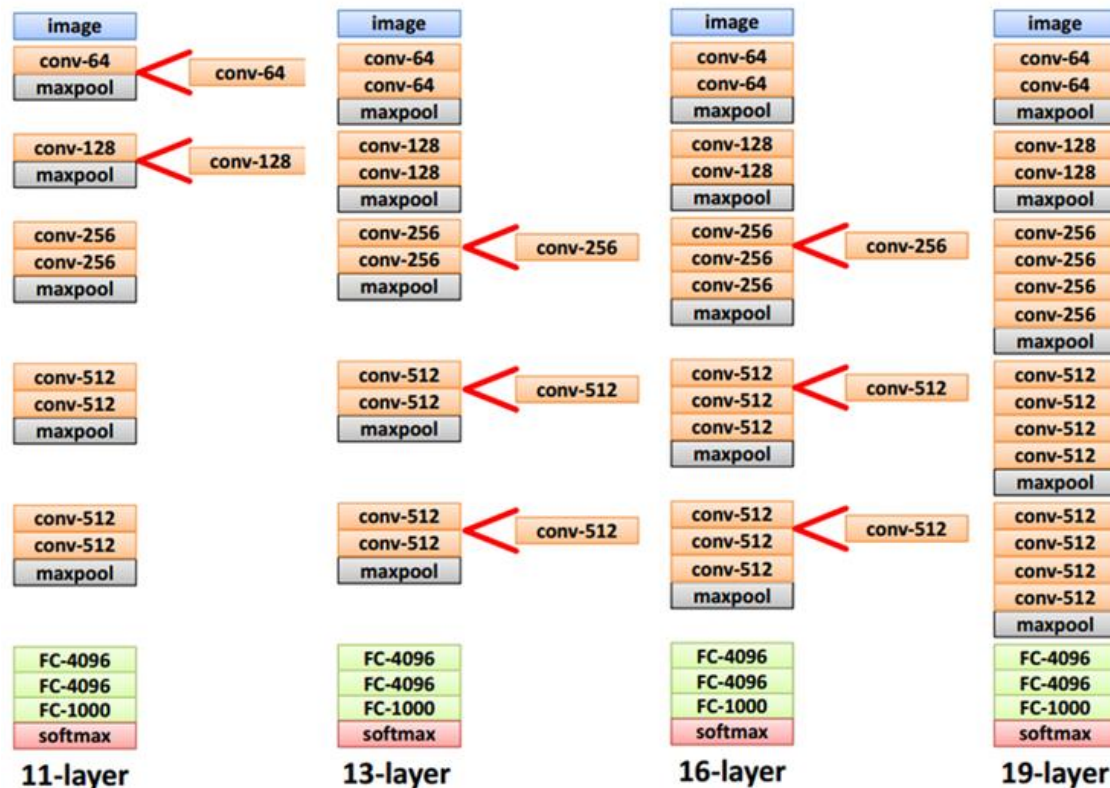 image
conv-64
maxpool
conv-128
maxpool
conv-256
conv-256
maxpool
conv-512
conv-512
maxpool
conv-512
conv-512
maxpool
FC-4096
FC-4096
FC-1000
softmax
11-layer
conv-64
conv-128
image
conv-64
conv-64
maxpool
conv-128
conv-128
maxpool
conv-256
conv-256
maxpool
conv-512
conv-512
maxpool
conv-512
conv-512
maxpool
FC-4096
FC-4096
FC-1000
softmax
13-layer
conv-256
conv-512
conv-512
image
conv-64
conv-64
maxpool
conv-128
conv-128
maxpool
conv-256
conv-256
conv-256
maxpool
conv-512
conv-512
conv-512
maxpool
conv-512
conv-512
conv-512
maxpool
FC-4096
FC-4096
FC-1000
softmax
16-layer
conv-256
conv-512
conv-512
image
conv-64
conv-64
maxpool
conv-128
conv-128
maxpool
conv-256
conv-256
conv-256
conv-256
maxpool
conv-512
conv-512
conv-512
conv-512
maxpool
conv-512
conv-512
conv-512
conv-512
maxpool
FC-4096
FC-4096
FC-1000
softmax
19-layer